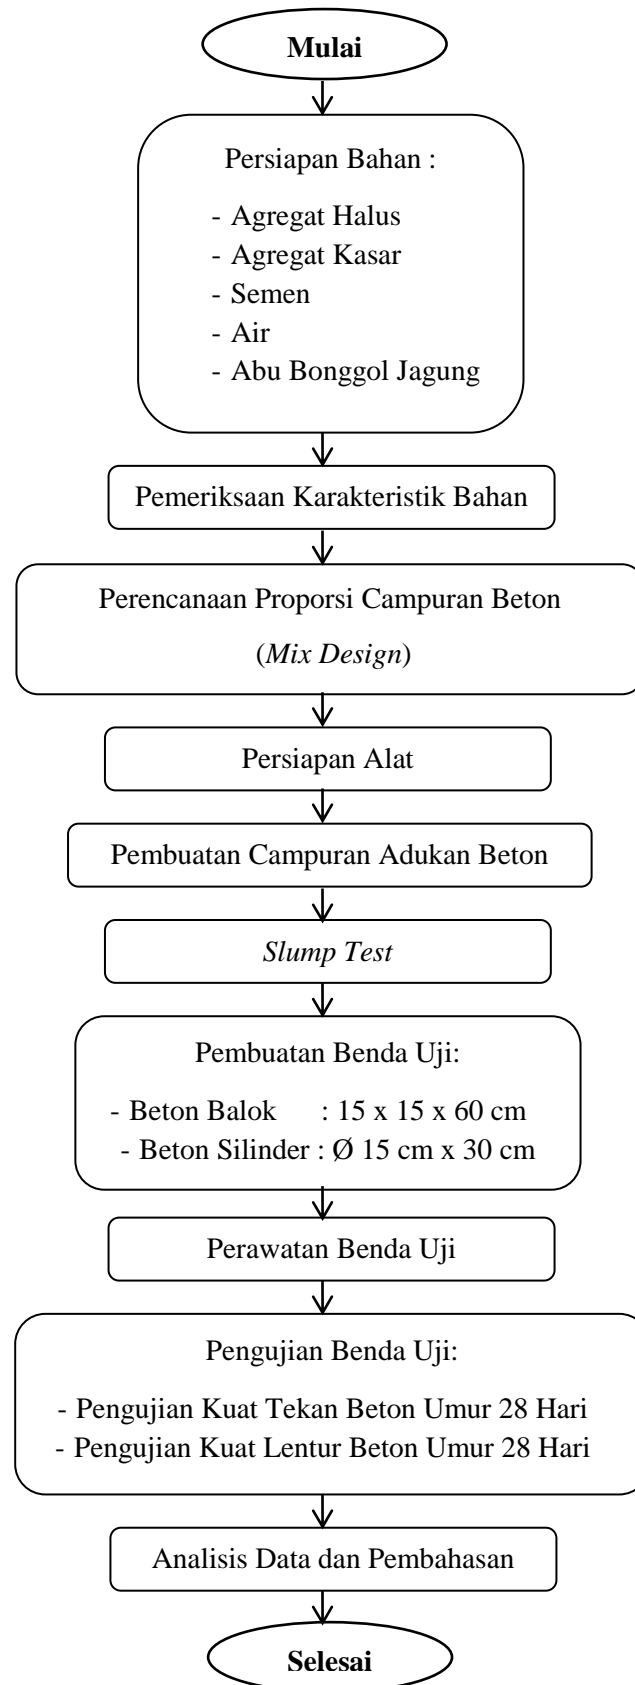 Mulai
Persiapan Bahan :
- Agregat Halus
- Agregat Kasar
- Semen
- Air
- Abu Bonggol Jagung
Pemeriksaan Karakteristik Bahan
Perencanaan Proporsi Campuran Beton
(Mix Design)
Persiapan Alat
Pembuatan Campuran Adukan Beton
Slump Test
Pembuatan Benda Uji:
- Beton Balok : 15 x 15 x 60 cm
- Beton Silinder : Ø 15 cm x 30 cm
Perawatan Benda Uji
Pengujian Benda Uji:
- Pengujian Kuat Tekan Beton Umur 28 Hari
- Pengujian Kuat Lentur Beton Umur 28 Hari
Analisis Data dan Pembahasan
Selesai